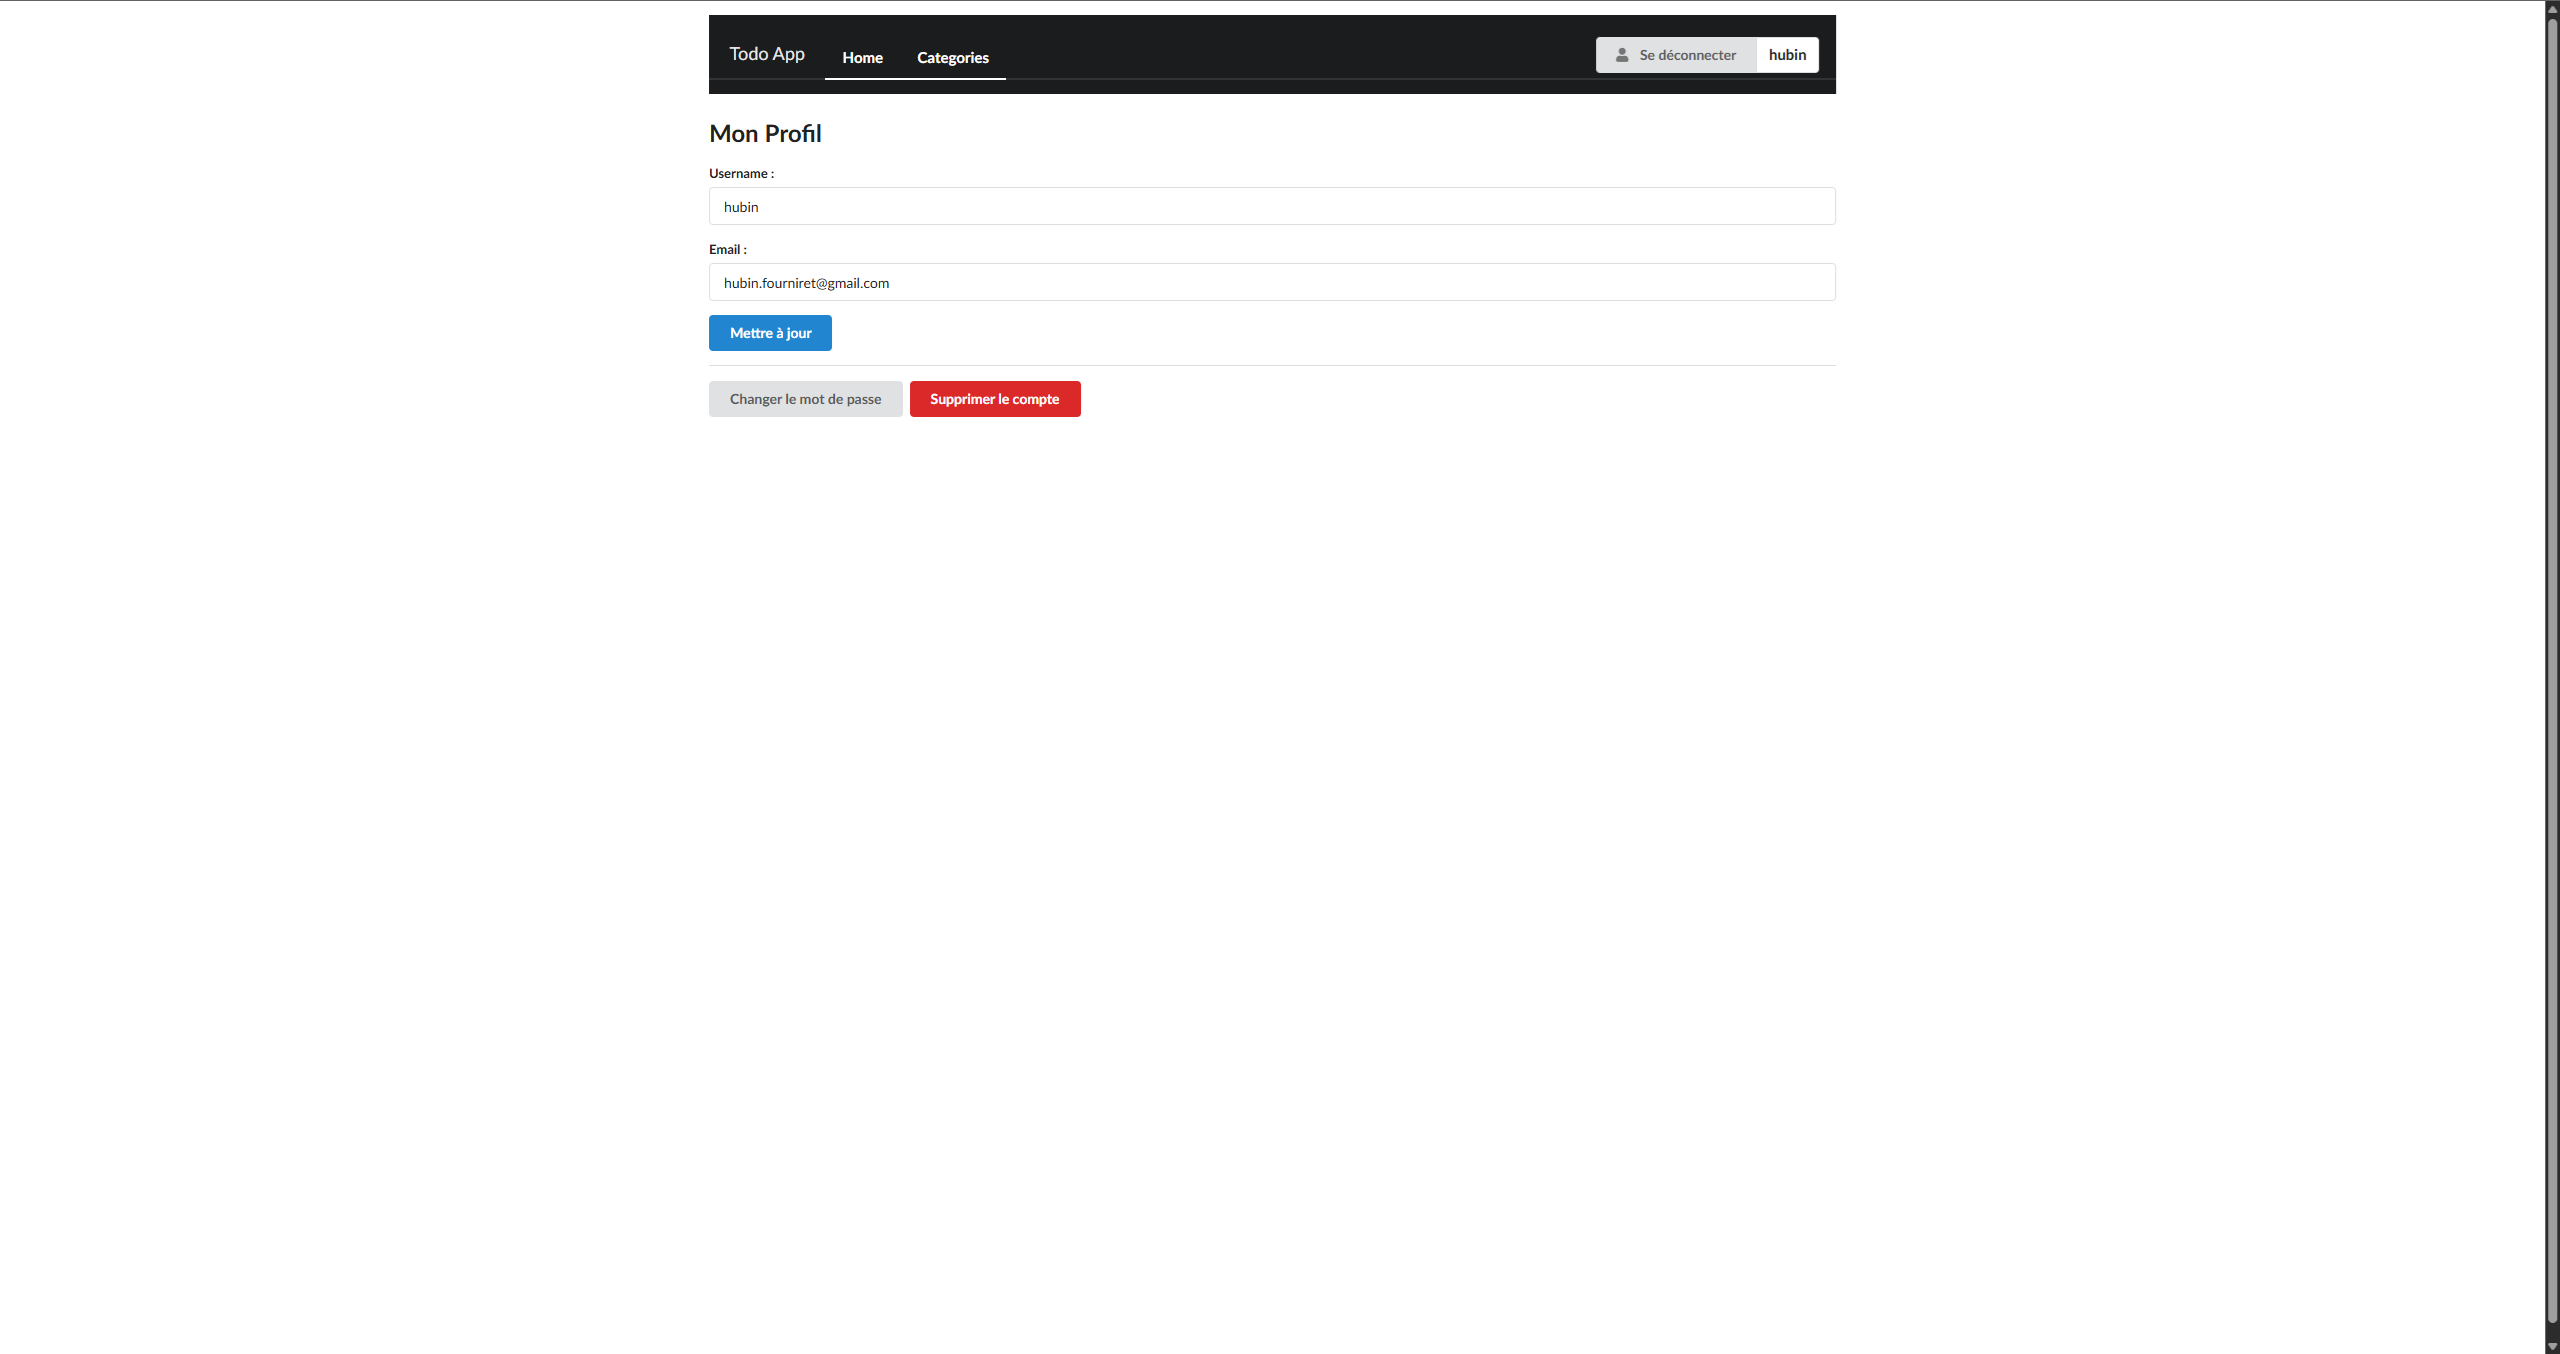 Todo App Home Categories Se déconnecter hubin
Mon Profil
Username :
hubin
Email :
hubin.fourniret@gmail.com
Mettre à jour
Changer le mot de passe Supprimer le compte